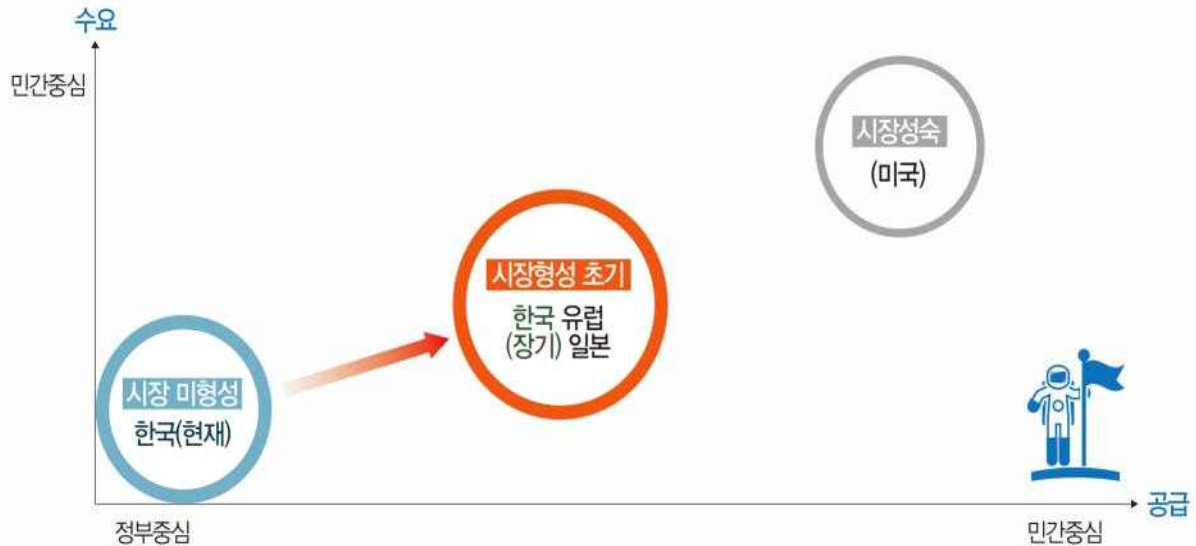 수요
민간중심
시장성숙
(미국)
시장형성 초기
한국 유럽
(장기) 일본
시장 미형성
한국(현재)
공급
정부중심
민간중심